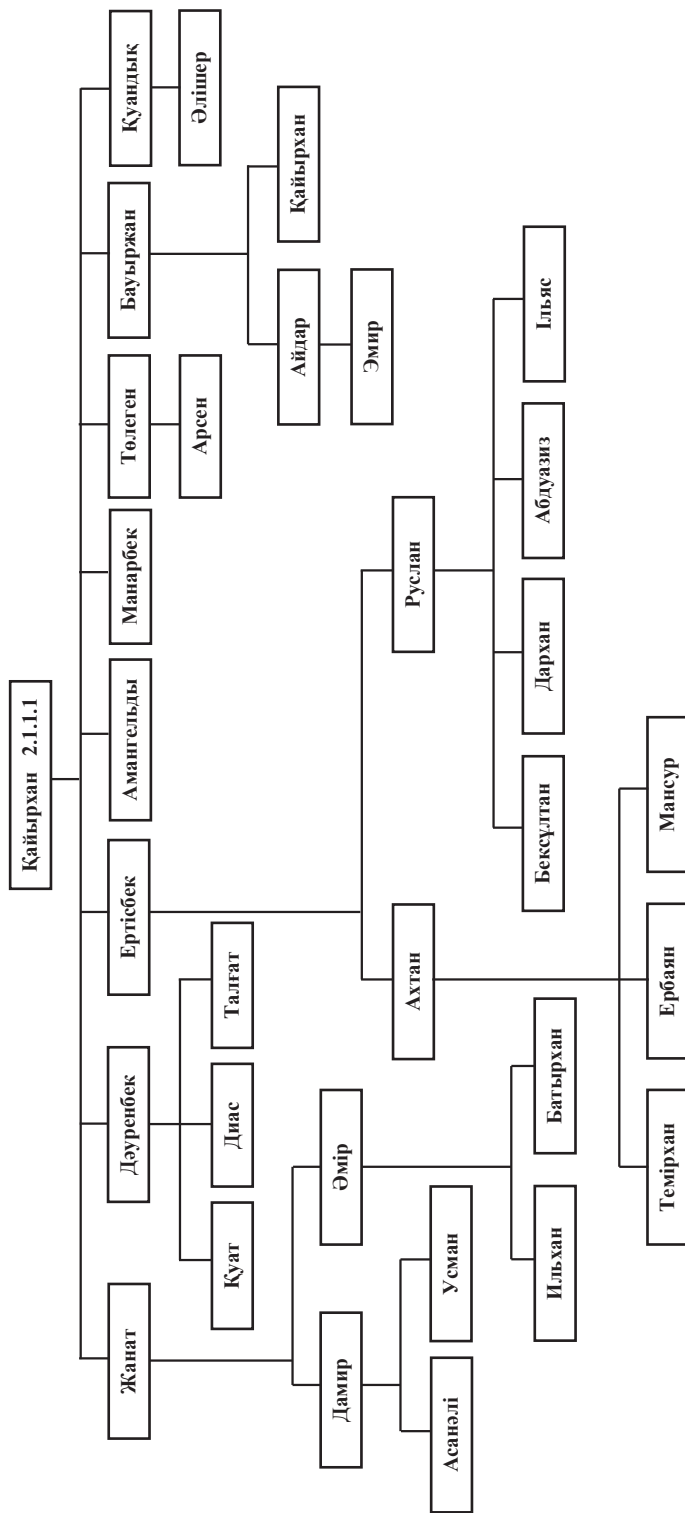 Қайырхан 2.1.1.1
Жанат
Дәуренбек
Ертісбек
Амангельды
Манарбек
Төлеген
Бауыржан
Қуандық
Қуат
Диас
Талғат
Арсен
Әлішер
Дамир
Әмір
Айдар
Қайырхан
Ахтан
Руслан
Эмир
Асанәлі
Усман
Ильхан
Батырхан
Бексұлтан
Дархан
Абдуазиз
Ільяс
Темірхан
Ербаян
Мансур